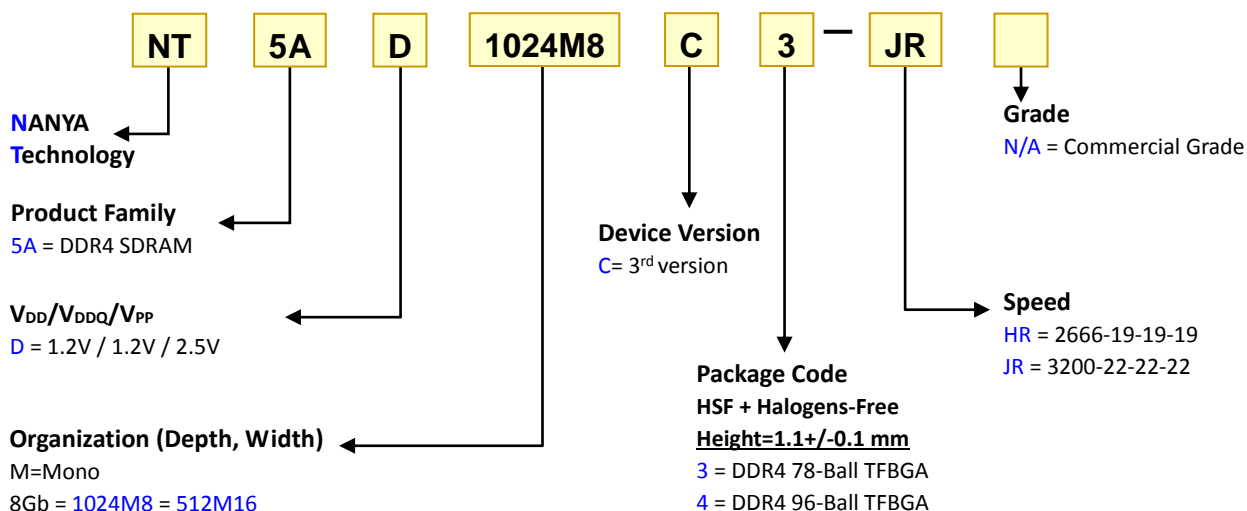 NT 5A D 1024M8 C 3 – JR
NANYA
Technology
Product Family
5A = DDR4 SDRAM
VDD/VDDQ/VPP
D = 1.2V / 1.2V / 2.5V
Organization (Depth, Width)
M=Mono
8Gb = 1024M8 = 512M16
Device Version
C= 3rd version
Package Code
HSF + Halogens-Free
Height=1.1+/-0.1 mm
3 = DDR4 78-Ball TFBGA
4 = DDR4 96-Ball TFBGA
Grade
N/A = Commercial Grade
Speed
HR = 2666-19-19-19
JR = 3200-22-22-22